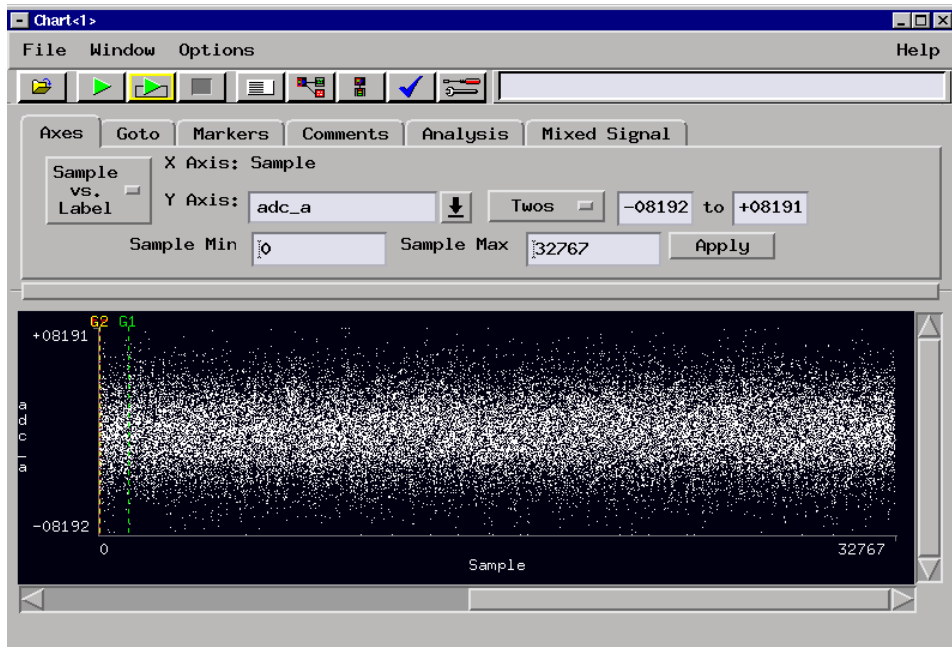 Chart<1>
File Window Options Help
Axes Goto Markers Comments Analysis Mixed Signal
Sample vs. Label
X Axis: Sample
Y Axis: adc_a Twos -08192 to +08191
Sample Min 0 Sample Max 32767 Apply
G2 G1
+08191
adc_a
-08192
0 32767
Sample